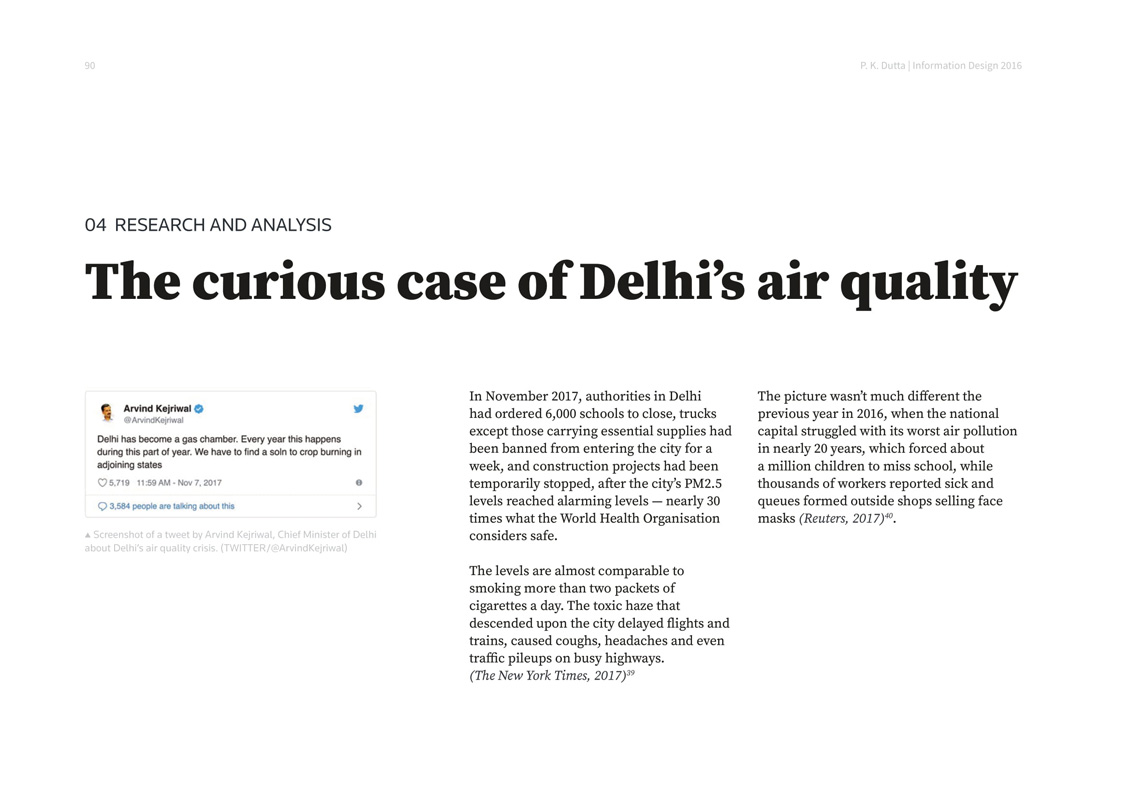 90
P. K. Dutta | Information Design 2016
04 RESEARCH AND ANALYSIS
The curious case of Delhi’s air quality
Arvind Kejriwal
@ArvindKejriwal
Delhi has become a gas chamber. Every year this happens
during this part of year. We have to find a soln to crop burning in
adjoining states
5,719 11:59 AM - Nov 7, 2017
3,584 people are talking about this
▲ Screenshot of a tweet by Arvind Kejriwal, Chief Minister of Delhi
about Delhi's air quality crisis. (TWITTER/@ArvindKejriwal)
In November 2017, authorities in Delhi
had ordered 6,000 schools to close, trucks
except those carrying essential supplies had
been banned from entering the city for a
week, and construction projects had been
temporarily stopped, after the city’s PM2.5
levels reached alarming levels — nearly 30
times what the World Health Organisation
considers safe.
The levels are almost comparable to
smoking more than two packets of
cigarettes a day. The toxic haze that
descended upon the city delayed flights and
trains, caused coughs, headaches and even
traffic pileups on busy highways.
(The New York Times, 2017)39
The picture wasn’t much different the
previous year in 2016, when the national
capital struggled with its worst air pollution
in nearly 20 years, which forced about
a million children to miss school, while
thousands of workers reported sick and
queues formed outside shops selling face
masks (Reuters, 2017)40.